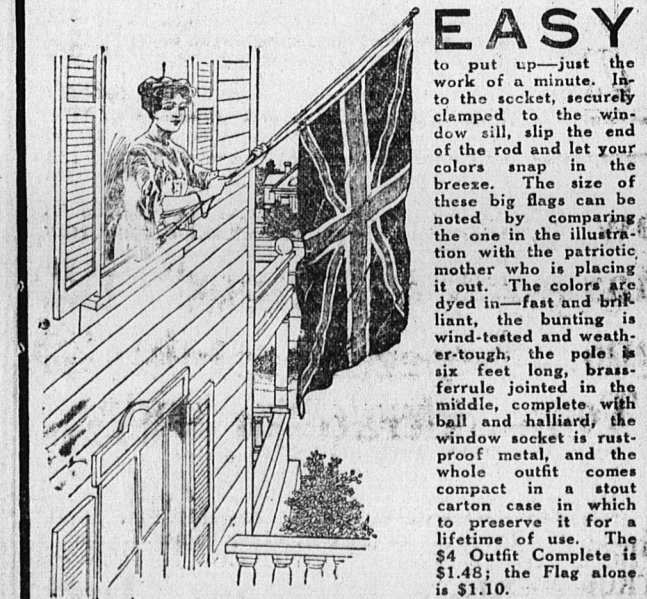 EASY
to put up—just the
work of a minute. In-
to the socket, securely
clamped to the win-
dow sill, slip the end
of the rod and let your
colors snap in the
breeze. The size of
these big flags can be
noted by comparing
the one in the illustra-
tion with the patriotic
mother who is placing
it out. The colors are
dyed in—fast and bril-
liant, the bunting is
wind-tested and weath-
er-tough, the pole is
six feet long, brass-
ferrule jointed in the
middle, complete with
ball and halliard, the
window socket is rust-
proof metal, and the
whole outfit comes
compact in a stout
carton case in which
to preserve it for a
lifetime of use. The
$4 Outfit Complete is
$1.48; the Flag alone
is $1.10.